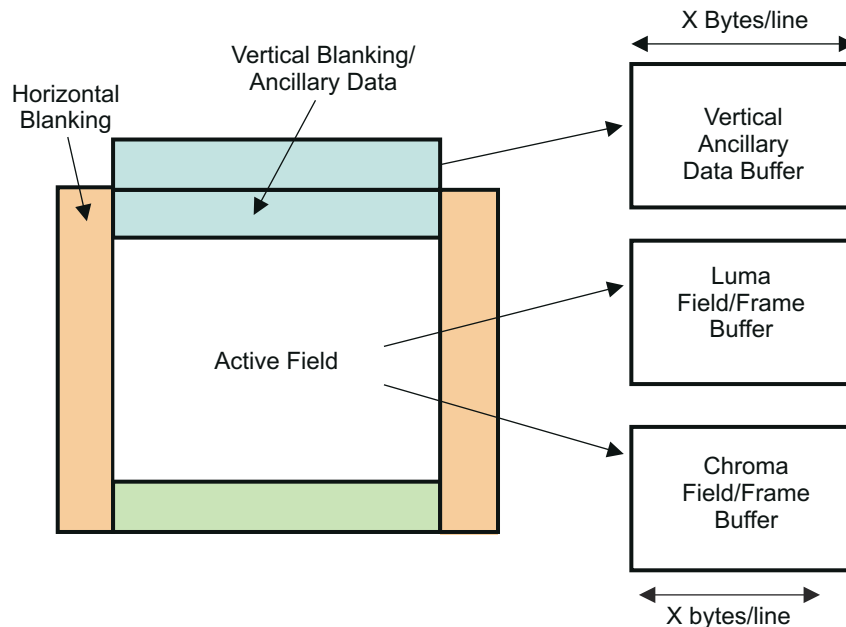 X Bytes/line
Vertical Blanking/
Ancillary Data
Horizontal
Blanking
Vertical
Ancillary
Data Buffer
Luma
Field/Frame
Buffer
Active Field
Chroma
Field/Frame
Buffer
X bytes/line